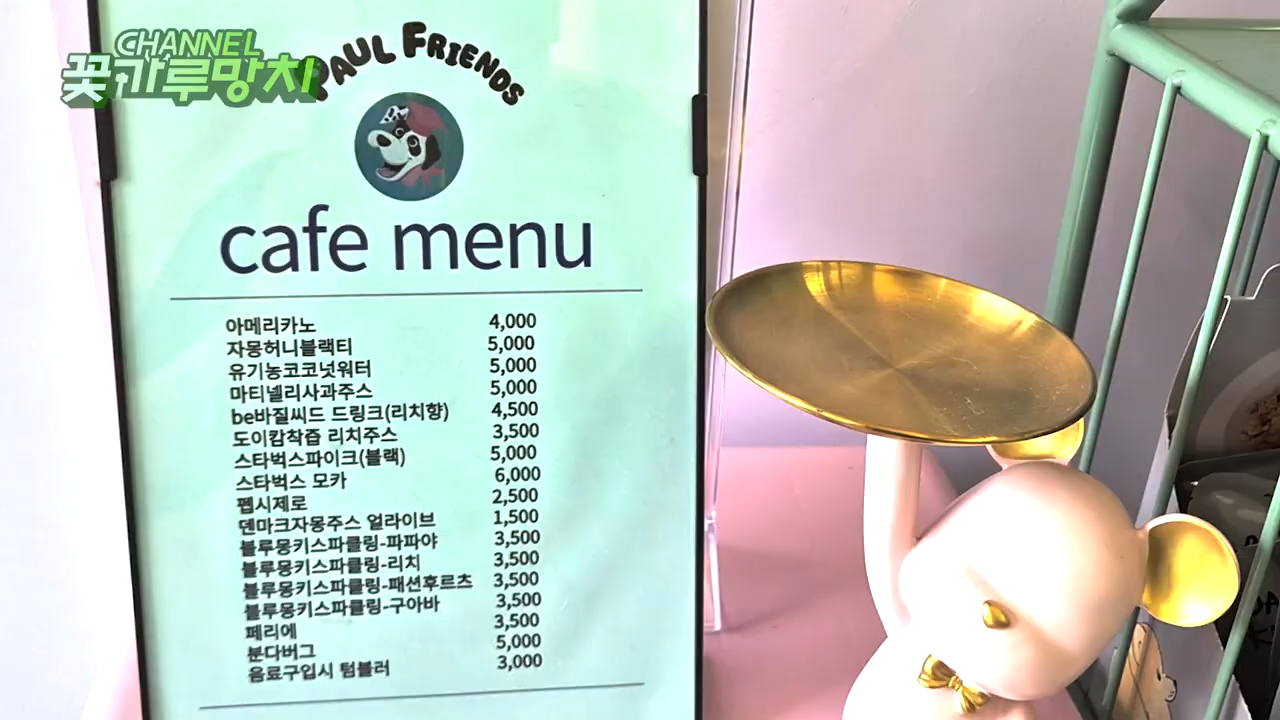 CHANNEL
꽃가루망치
PAUL FRIENDS
cafe menu
아메리카노 4,000
자몽허니블랙티 5,000
유기농코코넛워터 5,000
마티넬리사과주스 5,000
be바질씨드 드링크(리치향) 4,500
도이캄착즙 리치주스 3,500
스타벅스파이크(블랙) 5,000
스타벅스 모카 6,000
펩시제로 2,500
덴마크자몽주스 얼라이브 1,500
블루몽키스파클링-파파야 3,500
블루몽키스파클링-리치 3,500
블루몽키스파클링-패션후르츠 3,500
블루몽키스파클링-구아바 3,500
페리에 3,500
분다버그 5,000
음료구입시 텀블러 3,000